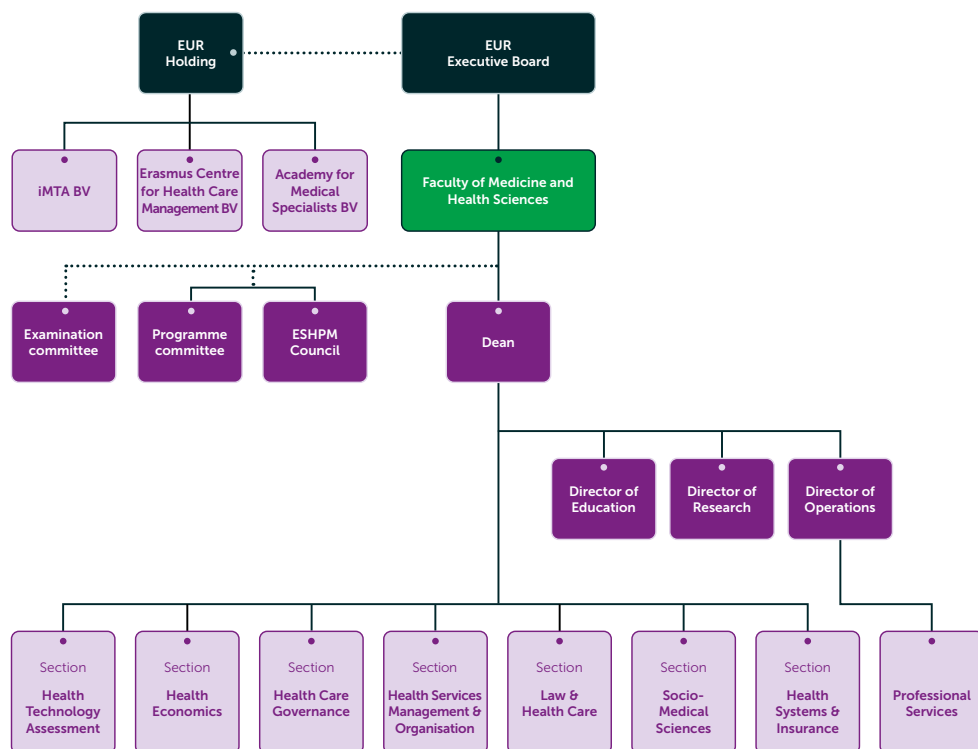 EUR
Holding
EUR
Executive Board
iMTA BV
Erasmus Centre
for Health Care
Management BV
Academy for
Medical
Specialists BV
Faculty of Medicine and
Health Sciences
Examination
committee
Programme
committee
ESHPM
Council
Dean
Director of
Education
Director of
Research
Director of
Operations
Section
Health
Technology
Assessment
Section
Health
Economics
Section
Health Care
Governance
Section
Health Services
Management &
Organisation
Section
Law &
Health Care
Section
Socio-
Medical
Sciences
Section
Health
Systems &
Insurance
Professional
Services